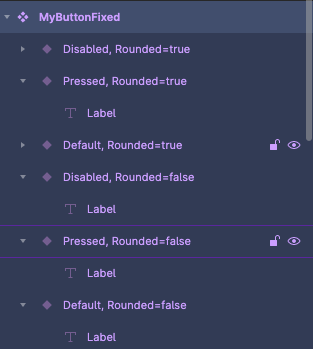 MyButtonFixed
Disabled, Rounded=true
Pressed, Rounded=true
Label
Default, Rounded=true
Disabled, Rounded=false
Label
Pressed, Rounded=false
Label
Default, Rounded=false
Label